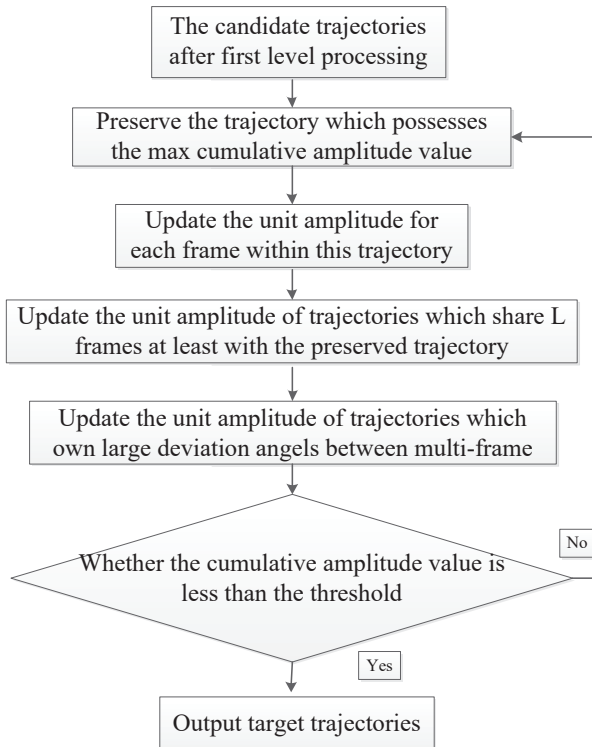 The candidate trajectories
after first level processing
Preserve the trajectory which possesses
the max cumulative amplitude value
Update the unit amplitude for
each frame within this trajectory
Update the unit amplitude of trajectories which share L
frames at least with the preserved trajectory
Update the unit amplitude of trajectories which
own large deviation angels between multi-frame
Whether the cumulative amplitude value is
less than the threshold
No
Yes
Output target trajectories